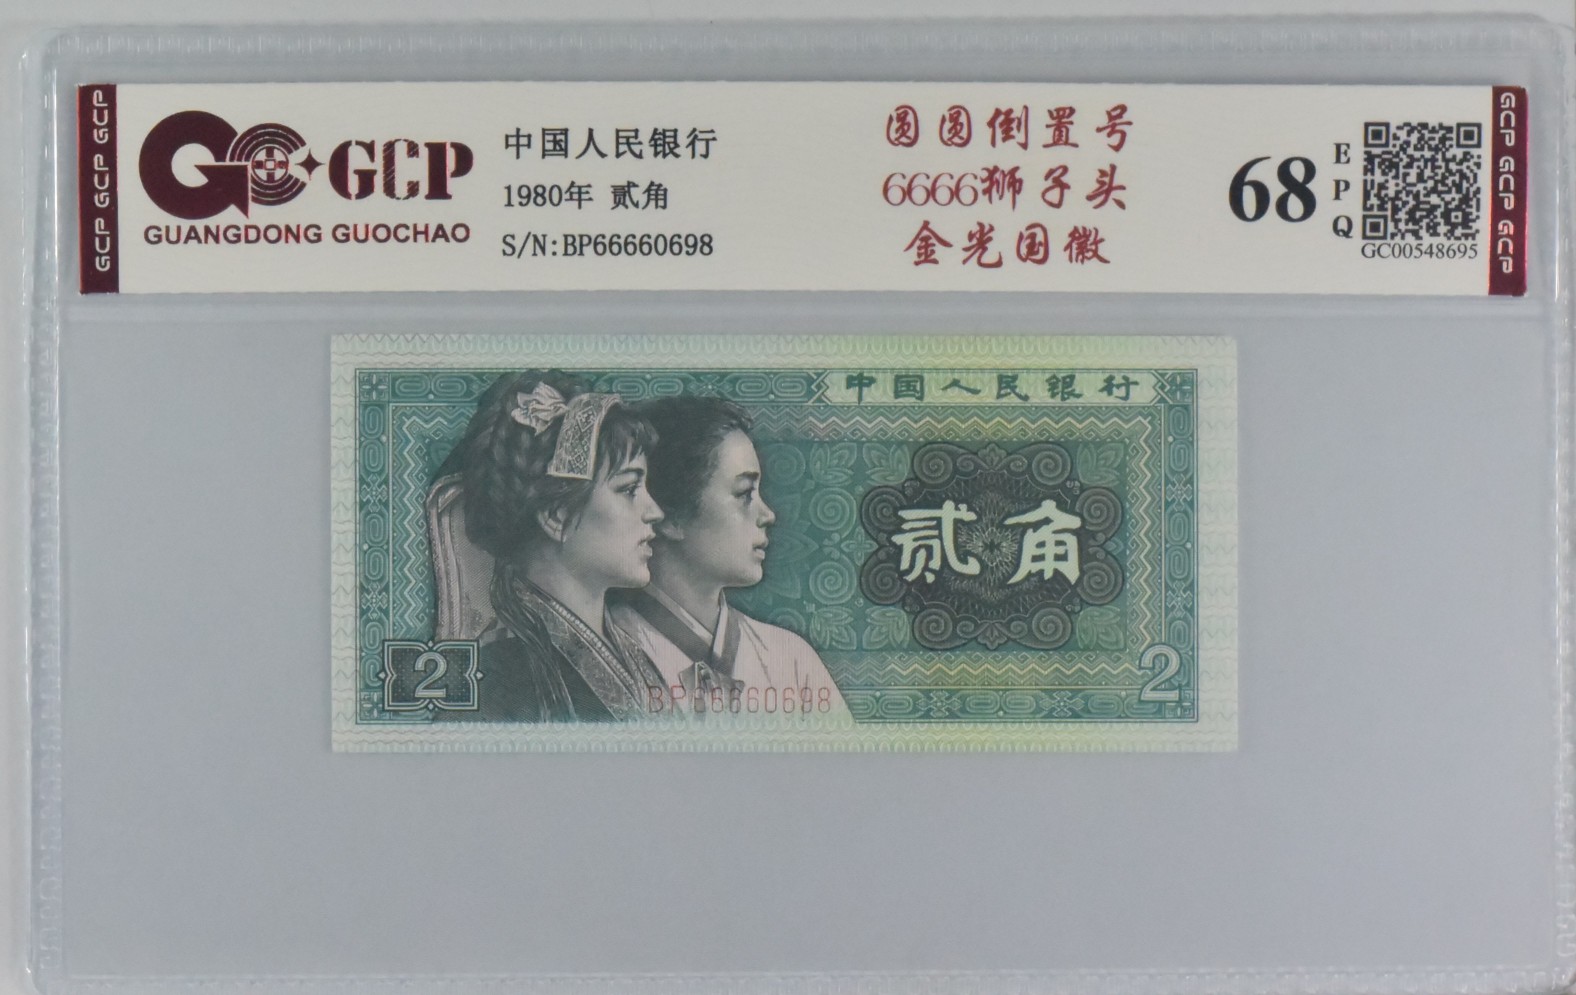 GCP GCP GCP
GCP
GUANGDONG GUOCHAO
中国人民银行
1980年 贰角
S/N:BP66660698
圆圆倒置号
6666狮子头
金光国徽
68
EPQ
GC00548695
GCP GCP GCP
中国人民银行
贰角
2
BP66660698
2